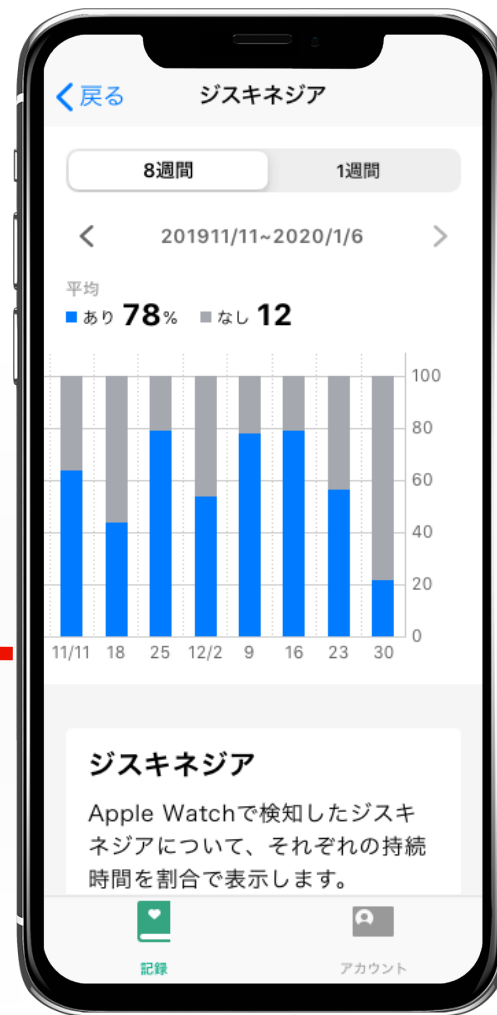 戻る ジスキネジア
8週間 1週間
201911/11~2020/1/6
平均
あり 78% なし 12
100
80
60
40
20
0
11/11 18 25 12/2 9 16 23 30
ジスキネジア
Apple Watchで検知したジスキ
ネジアについて、それぞれの持続
時間を割合で表示します。
記録 アカウント